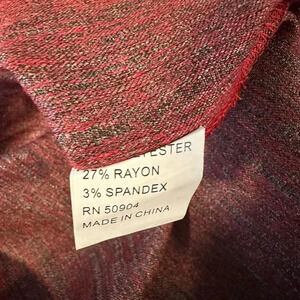 27% RAYON
3% SPANDEX
RN 50904
MADE IN CHINA